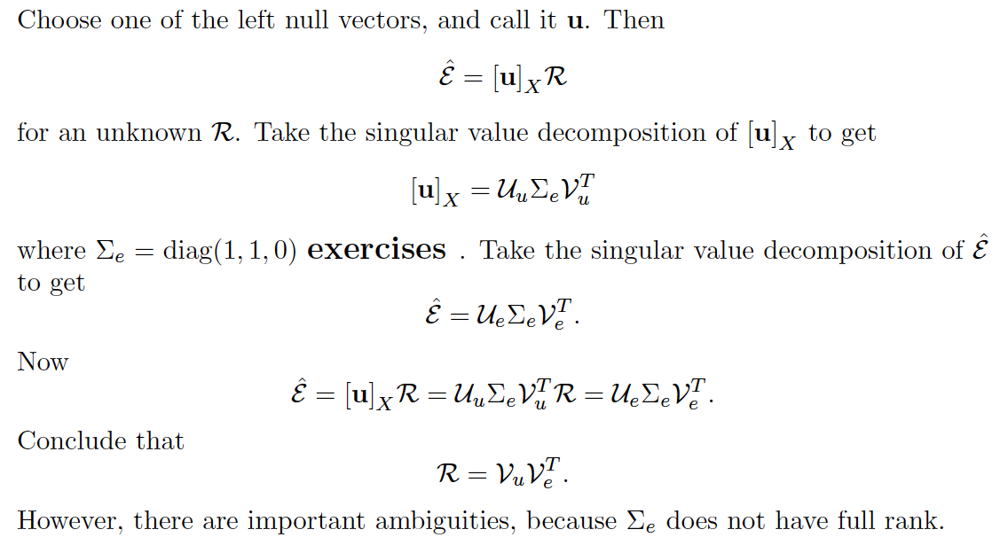 Choose one of the left null vectors, and call it **u**. Then
$$\hat{\mathcal{E}} = [\mathbf{u}]_X \mathcal{R}$$
for an unknown $\mathcal{R}$. Take the singular value decomposition of $[\mathbf{u}]_X$ to get
$$[\mathbf{u}]_X = \mathcal{U}_u \Sigma_e \mathcal{V}_u^T$$
where $\Sigma_e = \text{diag}(1, 1, 0)$ **exercises** . Take the singular value decomposition of $\hat{\mathcal{E}}$
to get
$$\hat{\mathcal{E}} = \mathcal{U}_e \Sigma_e \mathcal{V}_e^T.$$
Now
$$\hat{\mathcal{E}} = [\mathbf{u}]_X \mathcal{R} = \mathcal{U}_u \Sigma_e \mathcal{V}_u^T \mathcal{R} = \mathcal{U}_e \Sigma_e \mathcal{V}_e^T.$$
Conclude that
$$\mathcal{R} = \mathcal{V}_u \mathcal{V}_e^T.$$
However, there are important ambiguities, because $\Sigma_e$ does not have full rank.